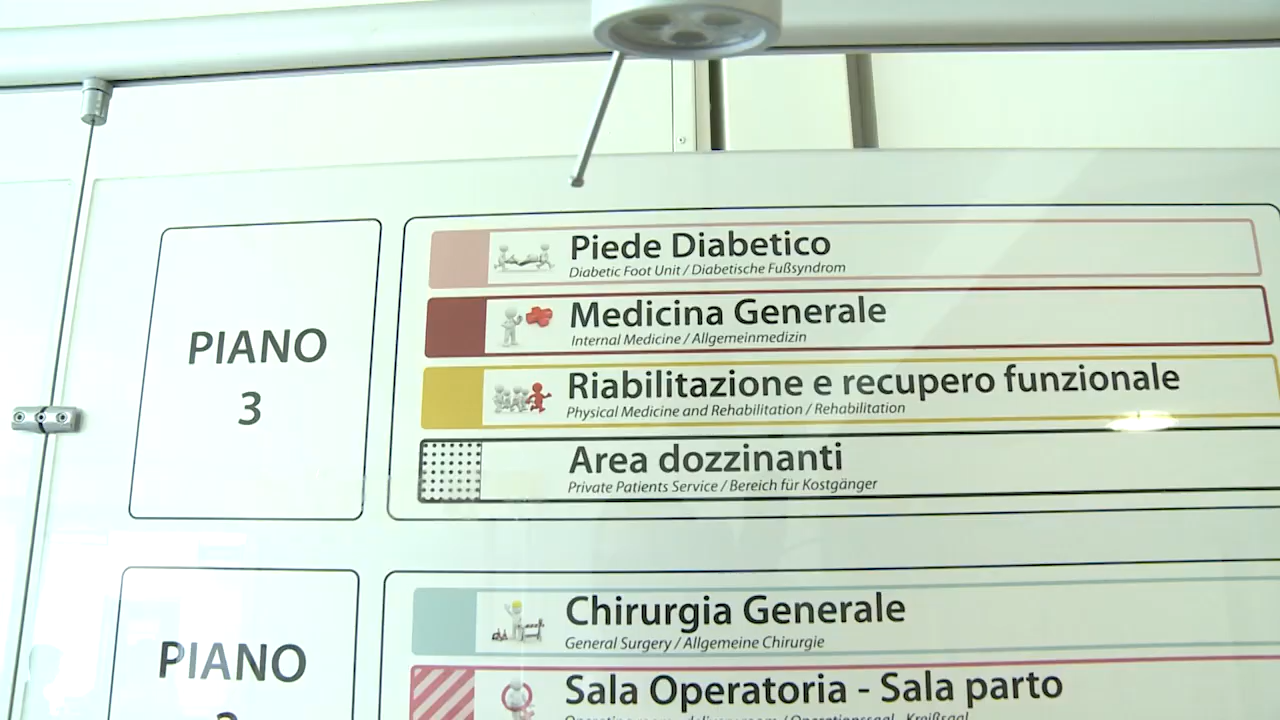 PIANO
3
Piede Diabetico
Diabetic Foot Unit / Diabetische Fußsyndrom
Medicina Generale
Internal Medicine / Allgemeinmedizin
Riabilitazione e recupero funzionale
Physical Medicine and Rehabilitation / Rehabilitation
Area dozzinanti
Private Patients Service / Bereich für Kostgänger
PIANO
Chirurgia Generale
General Surgery / Allgemeine Chirurgie
Sala Operatoria - Sala parto